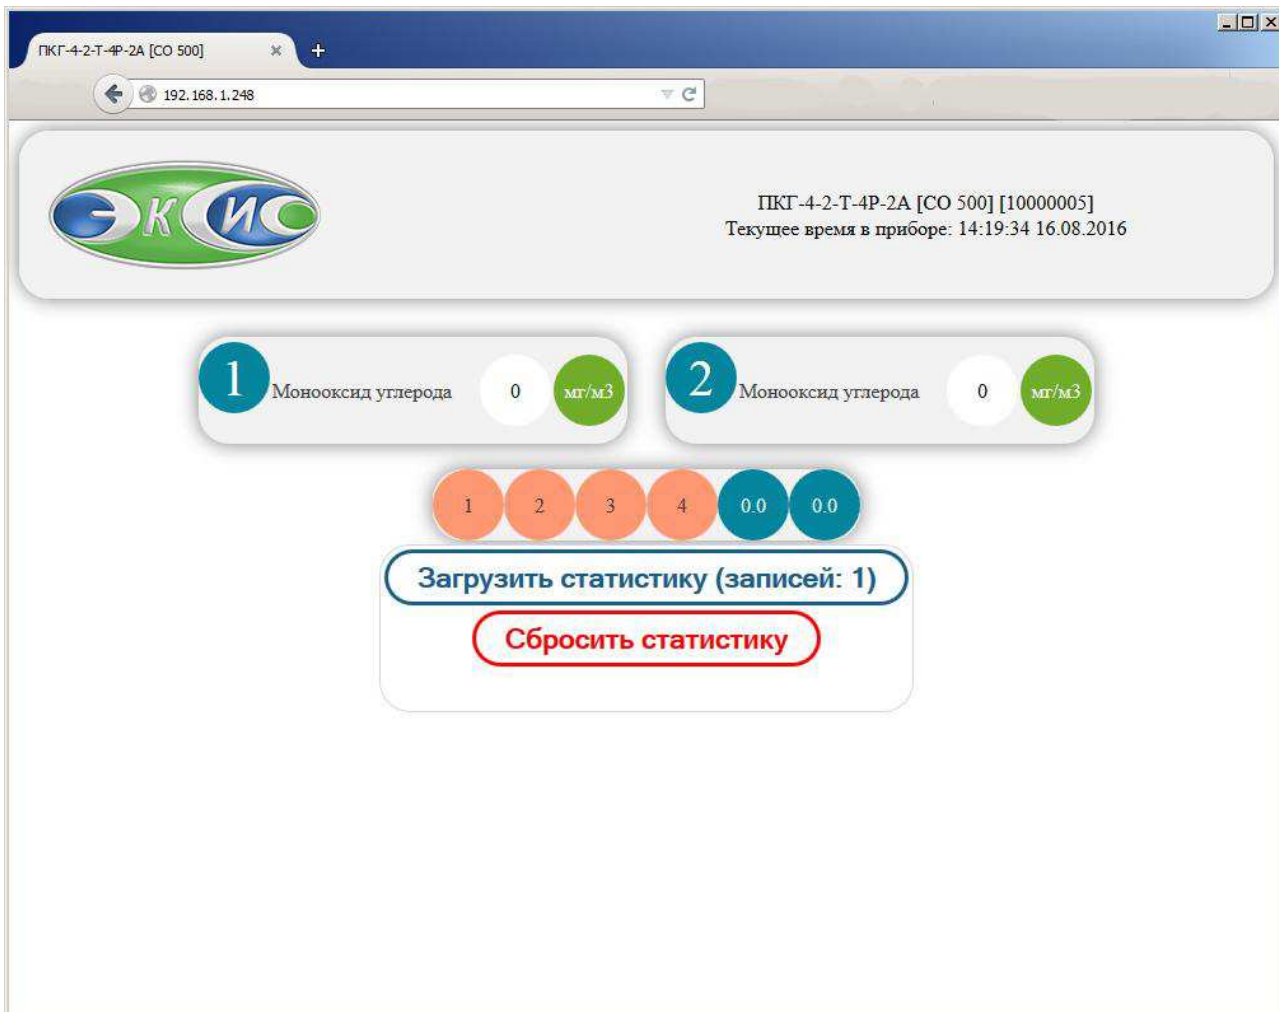 ПКГ-4-2-Т-4Р-2А [CO 500]
192.168.1.248
ЭКСИС
ПКГ-4-2-Т-4Р-2А [CO 500] [10000005]
Текущее время в приборе: 14:19:34 16.08.2016
1 Монооксид углерода 0 мг/м3
2 Монооксид углерода 0 мг/м3
1 2 3 4 0.0 0.0
Загрузить статистику (записей: 1)
Сбросить статистику